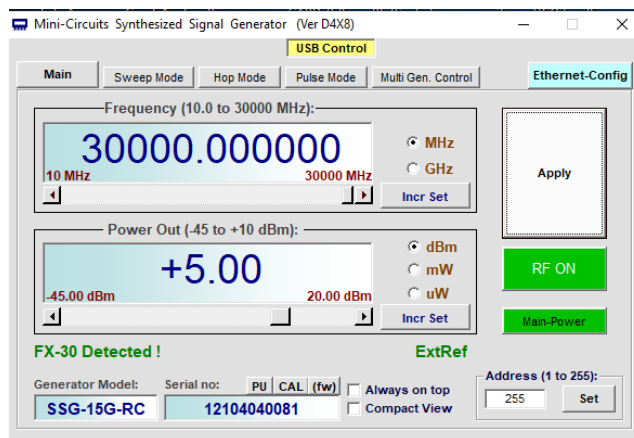 Mini-Circuits Synthesized Signal Generator (Ver D4X8)
USB Control
Main Sweep Mode Hop Mode Pulse Mode Multi Gen. Control Ethernet-Config
Frequency (10.0 to 30000 MHz):
30000.000000
10 MHz 30000 MHz
MHz
GHz
Incr Set
Apply
Power Out (-45 to +10 dBm):
+5.00
-45.00 dBm 20.00 dBm
dBm
mW
uW
Incr Set
RF ON
Main-Power
FX-30 Detected ! ExtRef
Generator Model: Serial no: PU CAL (fw)
SSG-15G-RC 12104040081
Always on top
Compact View
Address (1 to 255):
255 Set